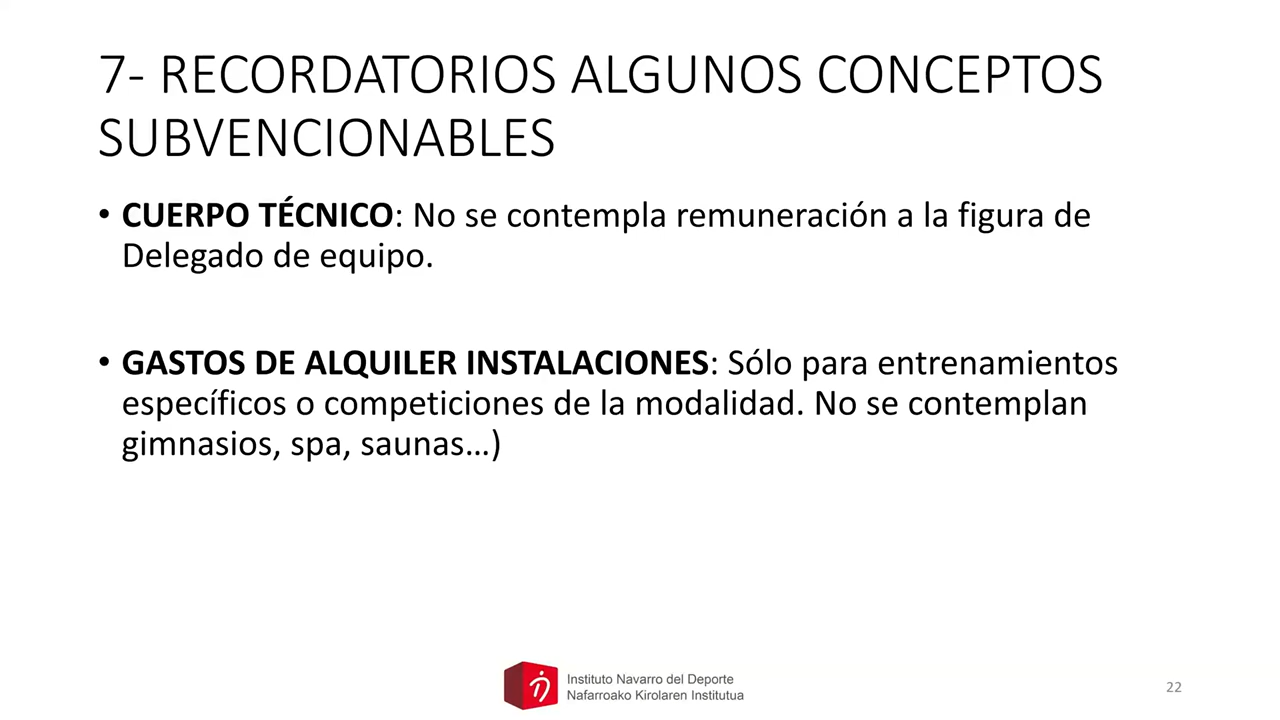 7- RECORDATORIOS ALGUNOS CONCEPTOS
SUBVENCIONABLES
• CUERPO TÉCNICO: No se contempla remuneración a la figura de
Delegado de equipo.
• GASTOS DE ALQUILER INSTALACIONES: Sólo para entrenamientos
específicos o competiciones de la modalidad. No se contemplan
gimnasios, spa, saunas…)
Instituto Navarro del Deporte
Nafarroako Kirolaren Institutua
22